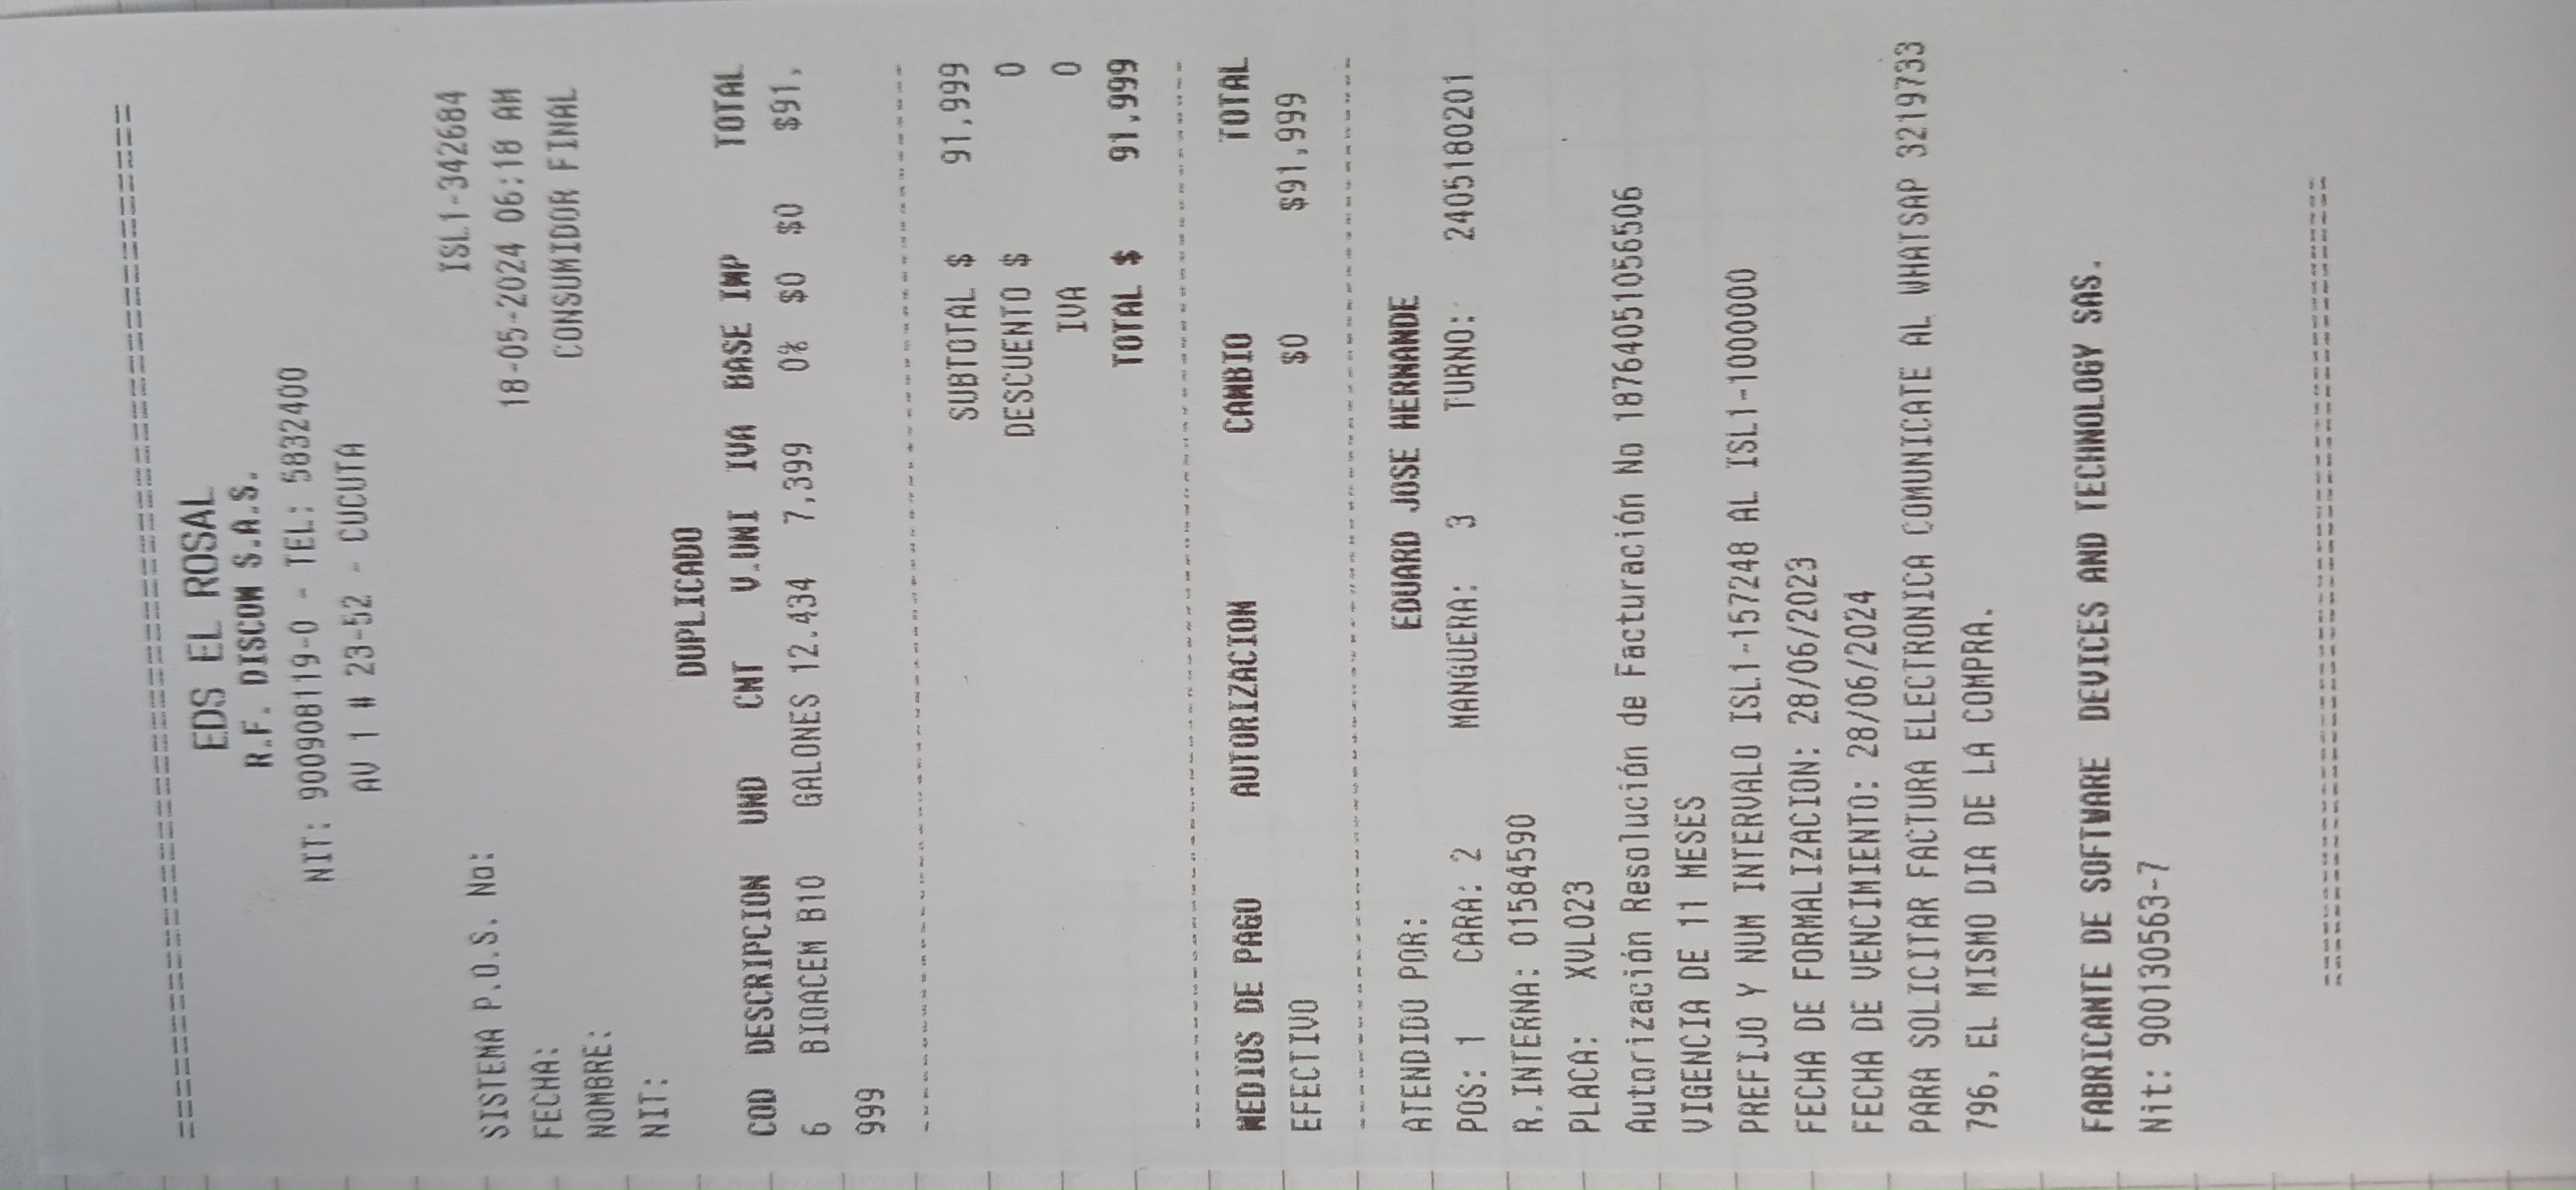 EDS EL ROSAL
R.F. DISCOM S.A.S.
NIT: 900908119-0 - TEL: 5832400
AV 1 # 23-52 - CUCUTA
SISTEMA P.O.S. No: ISL1-342684
FECHA: 18-05-2024 06:18 AM
NOMBRE: CONSUMIDOR FINAL
NIT:
DUPLICADO
COD DESCRIPCION UND CNT V.UNI IVA BASE IMP TOTAL
6 BIOACEM B10 GALONES 12.434 7,399 0% $0 $0 $91,
999
SUBTOTAL $ 91,999
DESCUENTO $ 0
IVA 0
TOTAL $ 91,999
MEDIOS DE PAGO AUTORIZACION CAMBIO TOTAL
EFECTIVO $0 $91,999
ATENDIDO POR: EDUARD JOSE HERNANDE
POS: 1 CARA: 2 MANGUERA: 3 TURNO: 240518020​1
R.INTERNA: 01584590
PLACA: XVL023
Autorización Resolución de Facturación No 18764051056506
VIGENCIA DE 11 MESES
PREFIJO Y NUM INTERVALO ISL1-157248 AL ISL1-1000000
FECHA DE FORMALIZACION: 28/06/2023
FECHA DE VENCIMIENTO: 28/06/2024
PARA SOLICITAR FACTURA ELECTRONICA COMUNICATE AL WHATSAP 3219733
796, EL MISMO DIA DE LA COMPRA.
FABRICANTE DE SOFTWARE DEVICES AND TECHNOLOGY SAS.
Nit: 900130563-7